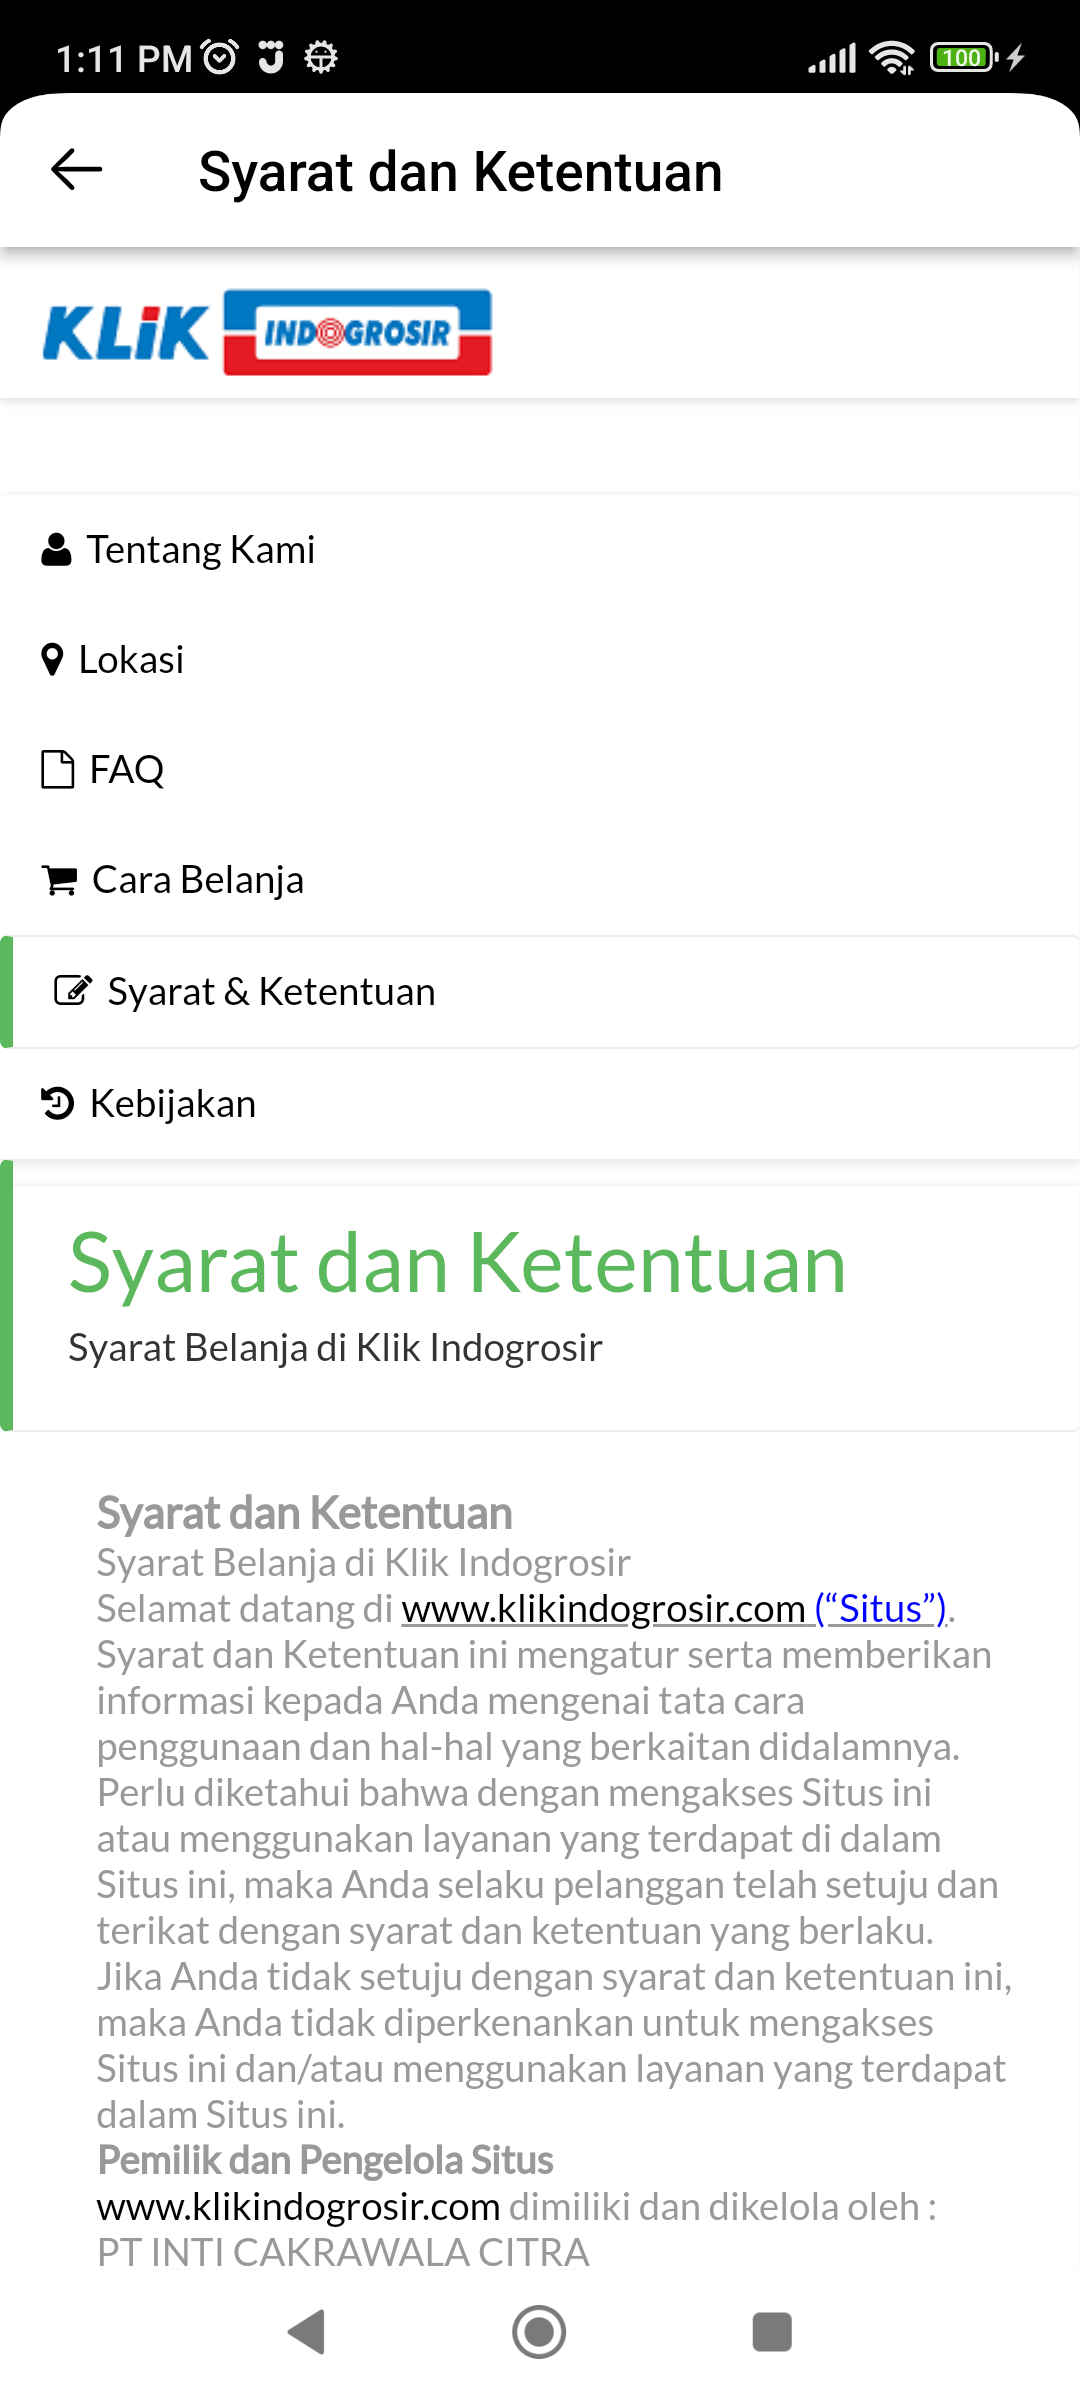 1:11 PM
100
Syarat dan Ketentuan
KLiK INDOGROSIR
Tentang Kami
Lokasi
FAQ
Cara Belanja
Syarat & Ketentuan
Kebijakan
Syarat dan Ketentuan
Syarat Belanja di Klik Indogrosir
Syarat dan Ketentuan
Syarat Belanja di Klik Indogrosir
Selamat datang di www.klikindogrosir.com (“Situs”).
Syarat dan Ketentuan ini mengatur serta memberikan
informasi kepada Anda mengenai tata cara
penggunaan dan hal-hal yang berkaitan didalamnya.
Perlu diketahui bahwa dengan mengakses Situs ini
atau menggunakan layanan yang terdapat di dalam
Situs ini, maka Anda selaku pelanggan telah setuju dan
terikat dengan syarat dan ketentuan yang berlaku.
Jika Anda tidak setuju dengan syarat dan ketentuan ini,
maka Anda tidak diperkenankan untuk mengakses
Situs ini dan/atau menggunakan layanan yang terdapat
dalam Situs ini.
Pemilik dan Pengelola Situs
www.klikindogrosir.com dimiliki dan dikelola oleh :
PT INTI CAKRAWALA CITRA